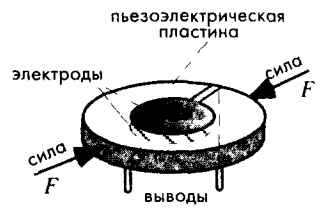 пьезоэлектрическая
пластина
электроды
сила
F
сила
F
выводы